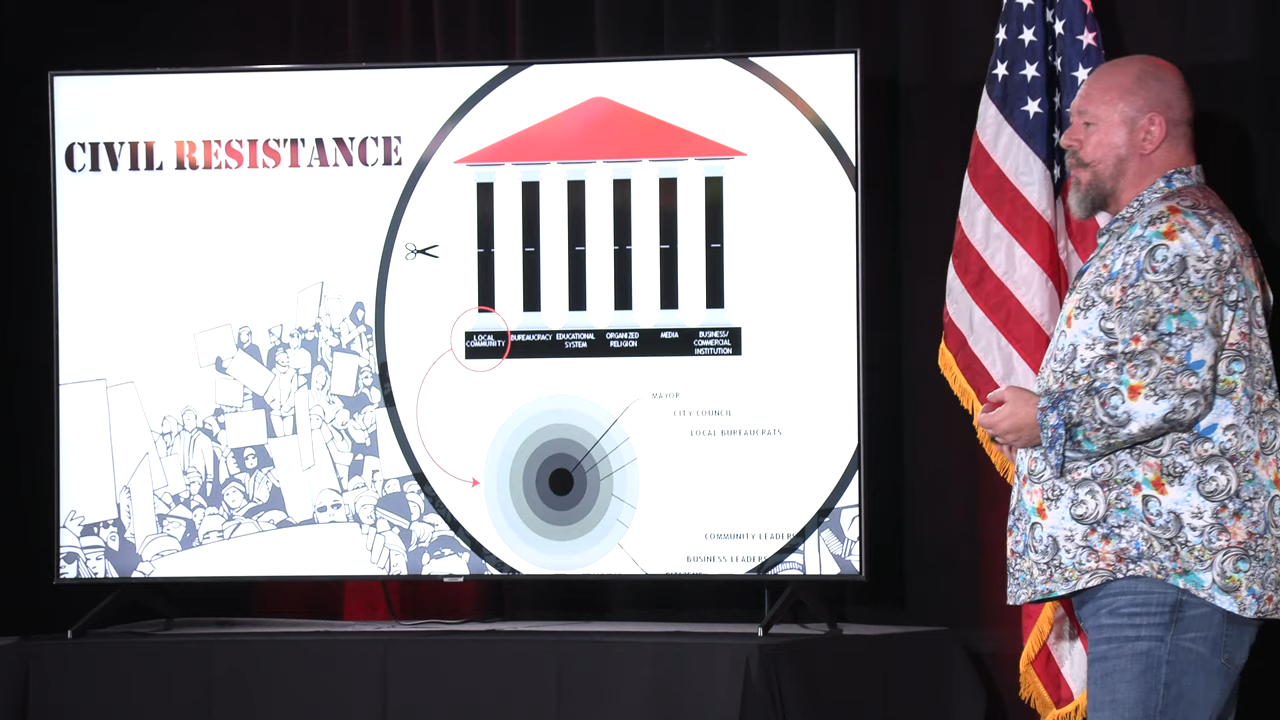 CIVIL RESISTANCE
LOCAL
COMMUNITY
BUREAUCRACY
EDUCATIONAL
SYSTEM
ORGANIZED
RELIGION
MEDIA
BUSINESS/
COMMERCIAL
INSTITUTION
MAYOR
CITY COUNCIL
LOCAL BUREAUCRATS
COMMUNITY LEADERS
BUSINESS LEADERS